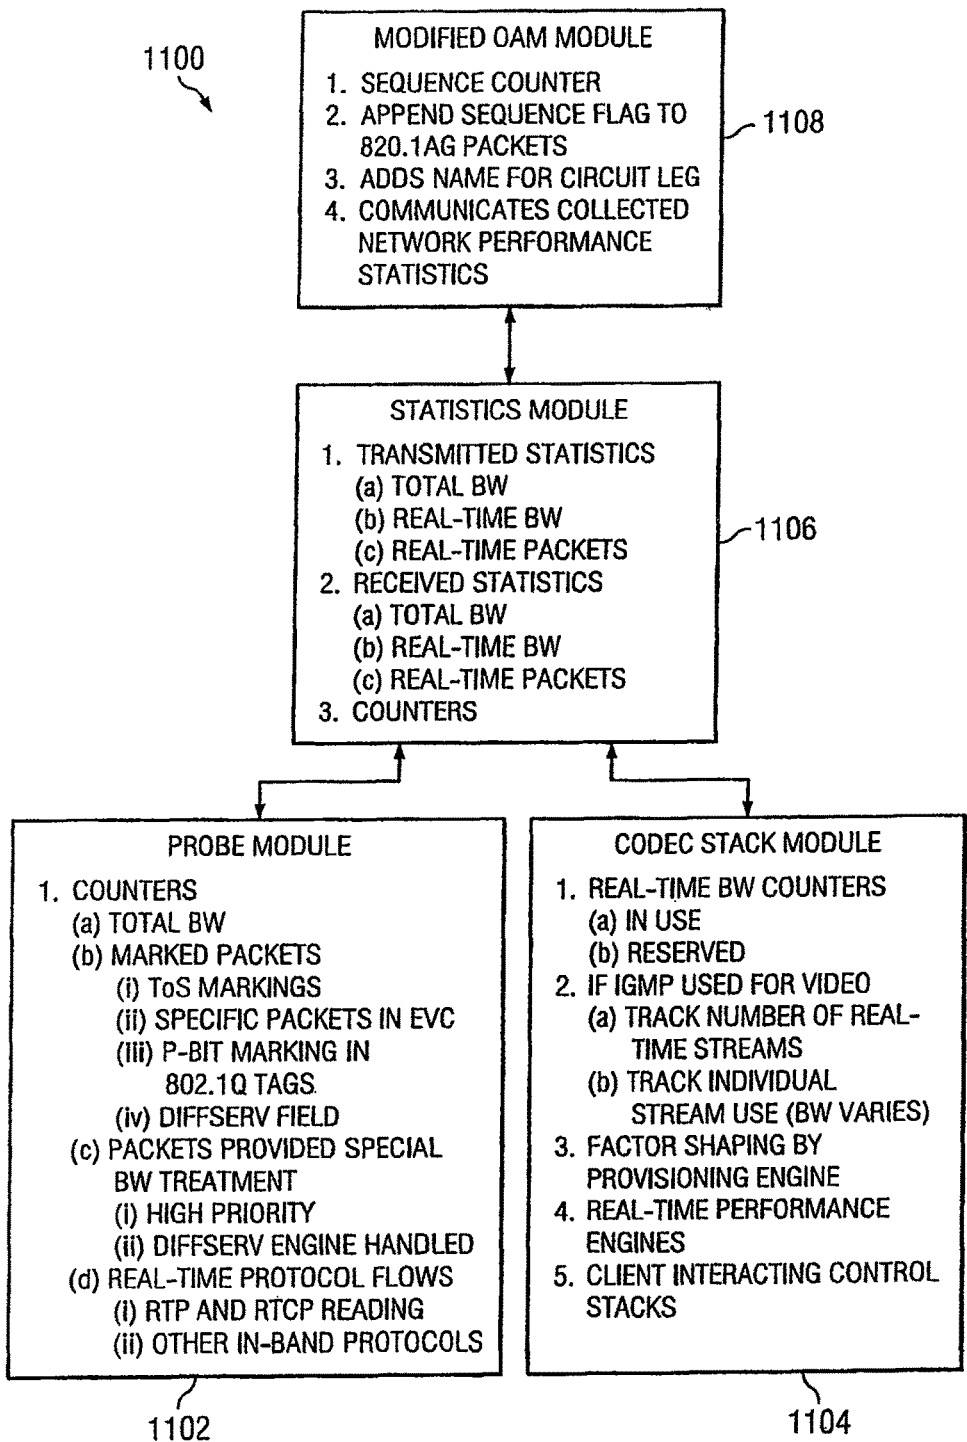 1100
MODIFIED OAM MODULE
1. SEQUENCE COUNTER
2. APPEND SEQUENCE FLAG TO
820.1AG PACKETS
3. ADDS NAME FOR CIRCUIT LEG
4. COMMUNICATES COLLECTED
NETWORK PERFORMANCE
STATISTICS
1108
STATISTICS MODULE
1. TRANSMITTED STATISTICS
(a) TOTAL BW
(b) REAL-TIME BW
(c) REAL-TIME PACKETS
2. RECEIVED STATISTICS
(a) TOTAL BW
(b) REAL-TIME BW
(c) REAL-TIME PACKETS
3. COUNTERS
1106
PROBE MODULE
1. COUNTERS
(a) TOTAL BW
(b) MARKED PACKETS
(i) ToS MARKINGS
(ii) SPECIFIC PACKETS IN EVC
(iii) P-BIT MARKING IN
802.1Q TAGS
(iv) DIFFSERV FIELD
(c) PACKETS PROVIDED SPECIAL
BW TREATMENT
(i) HIGH PRIORITY
(ii) DIFFSERV ENGINE HANDLED
(d) REAL-TIME PROTOCOL FLOWS
(i) RTP AND RTCP READING
(ii) OTHER IN-BAND PROTOCOLS
1102
CODEC STACK MODULE
1. REAL-TIME BW COUNTERS
(a) IN USE
(b) RESERVED
2. IF IGMP USED FOR VIDEO
(a) TRACK NUMBER OF REAL-
TIME STREAMS
(b) TRACK INDIVIDUAL
STREAM USE (BW VARIES)
3. FACTOR SHAPING BY
PROVISIONING ENGINE
4. REAL-TIME PERFORMANCE
ENGINES
5. CLIENT INTERACTING CONTROL
STACKS
1104